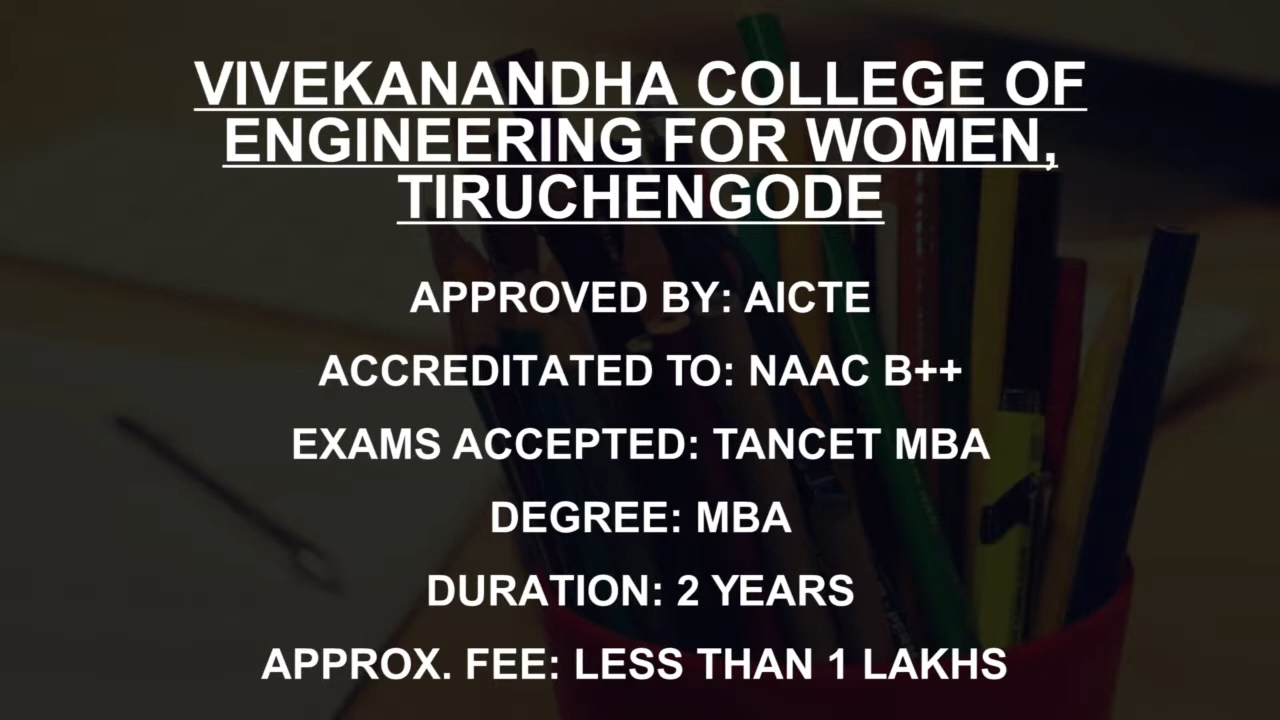 VIVEKANANDHA COLLEGE OF
ENGINEERING FOR WOMEN,
TIRUCHENGODE
APPROVED BY: AICTE
ACCREDITATED TO: NAAC B++
EXAMS ACCEPTED: TANCET MBA
DEGREE: MBA
DURATION: 2 YEARS
APPROX. FEE: LESS THAN 1 LAKHS